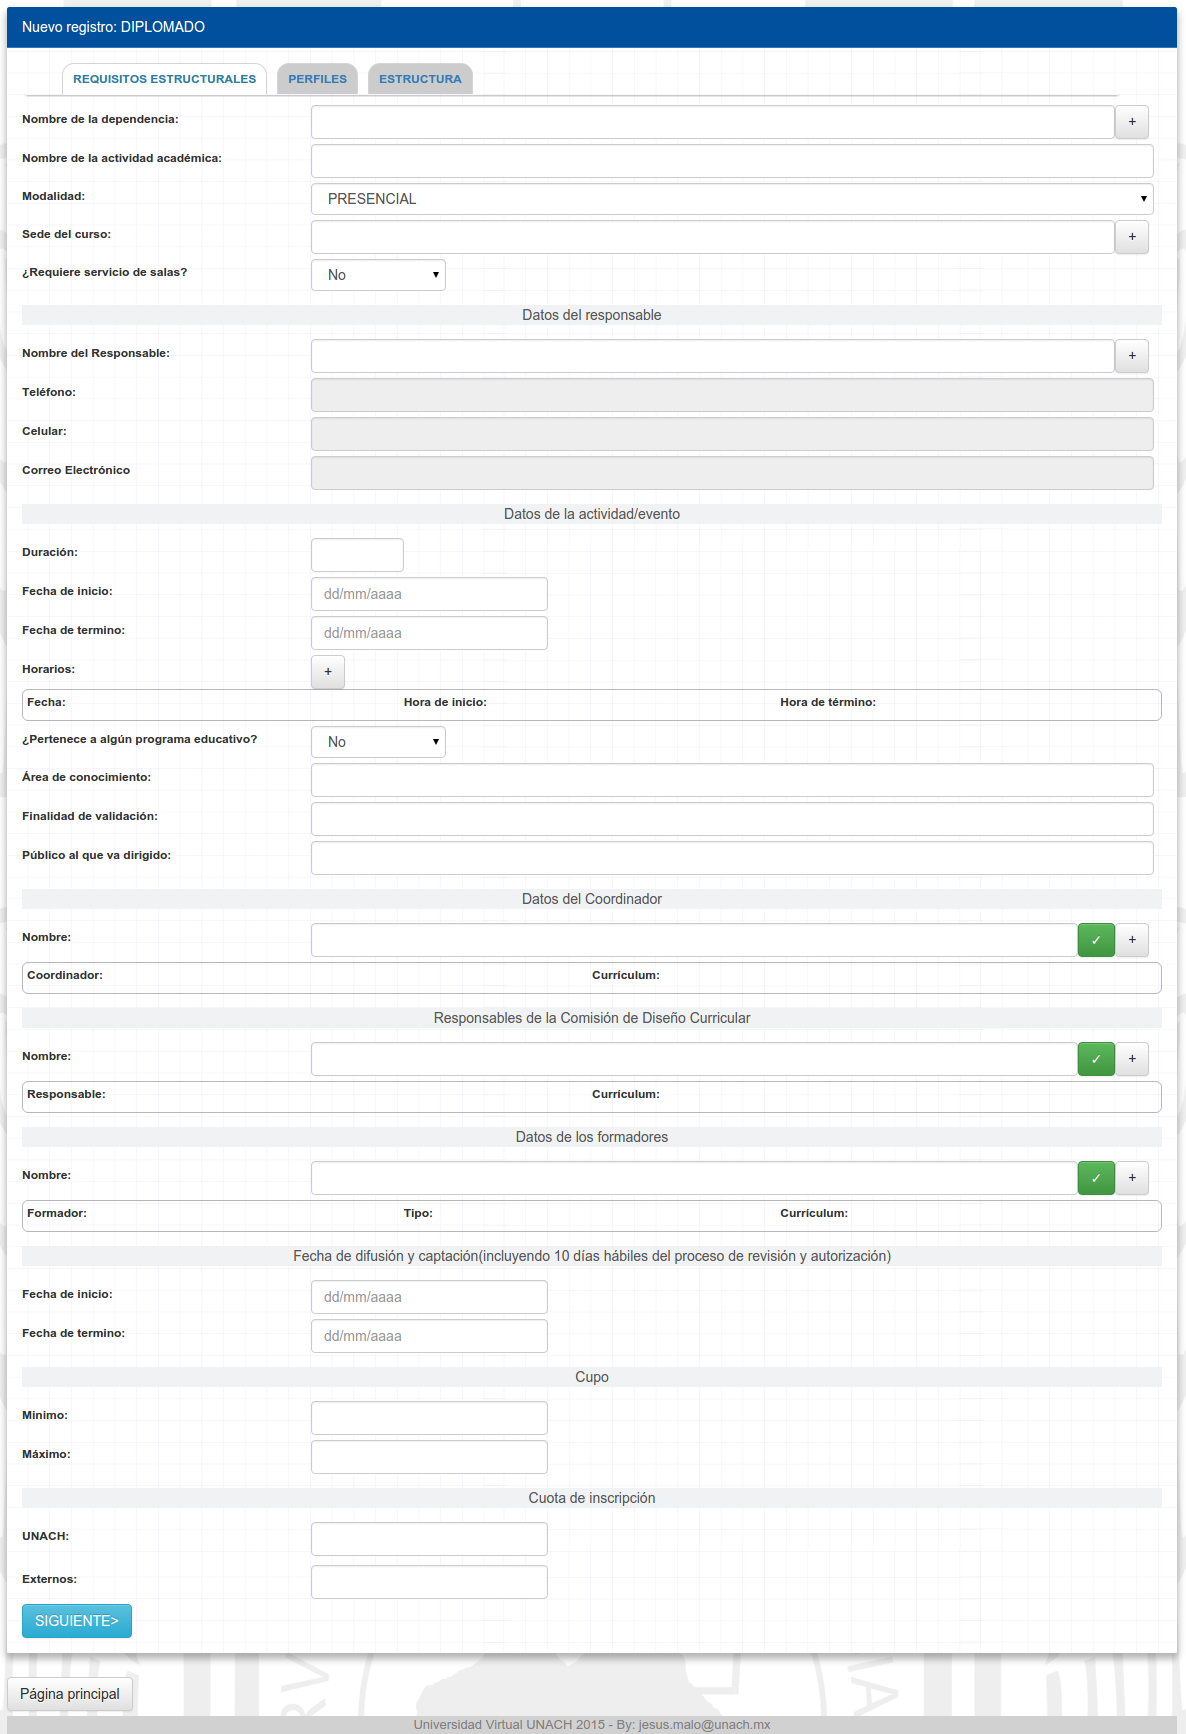 Nuevo registro: DIPLOMADO
REQUISITOS ESTRUCTURALES PERFILES ESTRUCTURA
Nombre de la dependencia: +
Nombre de la actividad académica:
Modalidad: PRESENCIAL
Sede del curso: +
¿Requiere servicio de salas? No
Datos del responsable
Nombre del Responsable: +
Teléfono:
Celular:
Correo Electrónico
Datos de la actividad/evento
Duración:
Fecha de inicio: dd/mm/aaaa
Fecha de termino: dd/mm/aaaa
Horarios: +
Fecha: Hora de inicio: Hora de término:
¿Pertenece a algún programa educativo? No
Área de conocimiento:
Finalidad de validación:
Público al que va dirigido:
Datos del Coordinador
Nombre: ✓ +
Coordinador: Currículum:
Responsables de la Comisión de Diseño Curricular
Nombre: ✓ +
Responsable: Currículum:
Datos de los formadores
Nombre: ✓ +
Formador: Tipo: Currículum:
Fecha de difusión y captación(incluyendo 10 días hábiles del proceso de revisión y autorización)
Fecha de inicio: dd/mm/aaaa
Fecha de termino: dd/mm/aaaa
Cupo
Minimo:
Máximo:
Cuota de inscripción
UNACH:
Externos:
SIGUIENTE>
Página principal
Universidad Virtual UNACH 2015 - By: jesus.malo@unach.mx